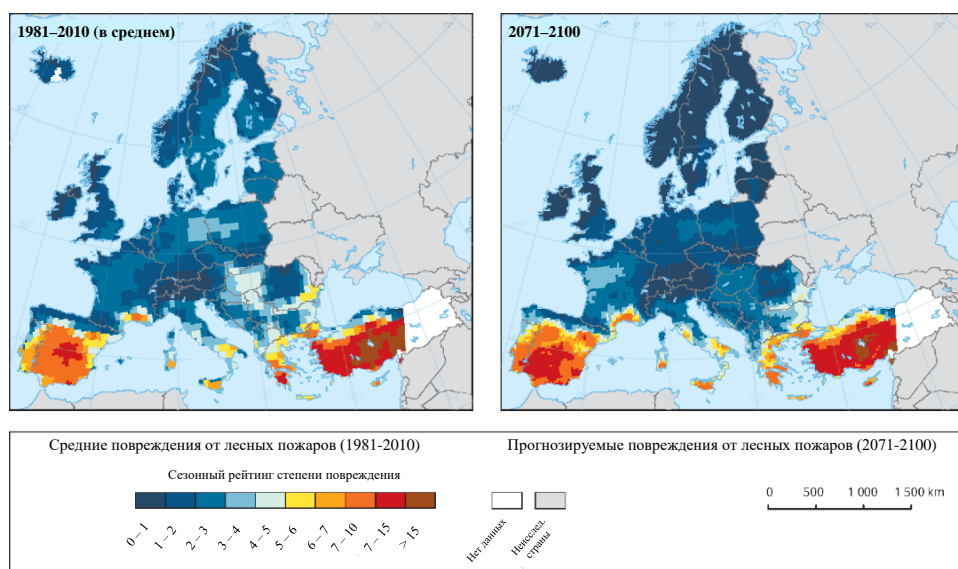 1981–2010 (в среднем)
2071–2100
Средние повреждения от лесных пожаров (1981-2010)
Прогнозируемые повреждения от лесных пожаров (2071-2100)
Сезонный рейтинг степени повреждения
0 – 1
1 – 2
2 – 3
3 – 4
4 – 5
5 – 6
6 – 7
7 – 10
7 – 15
> 15
Нет данных
Неисслед.
страны
0 500 1 000 1 500 km